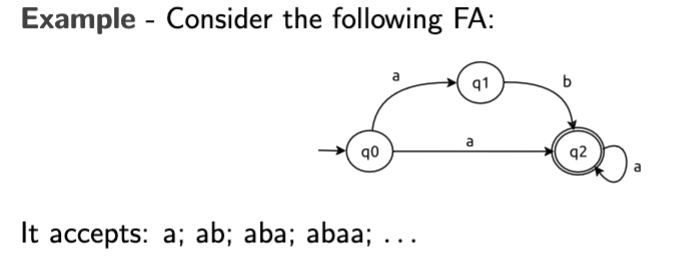 Example - Consider the following FA:
a
q1
b
q0
a
q2
a
It accepts: a; ab; aba; abaa; ...